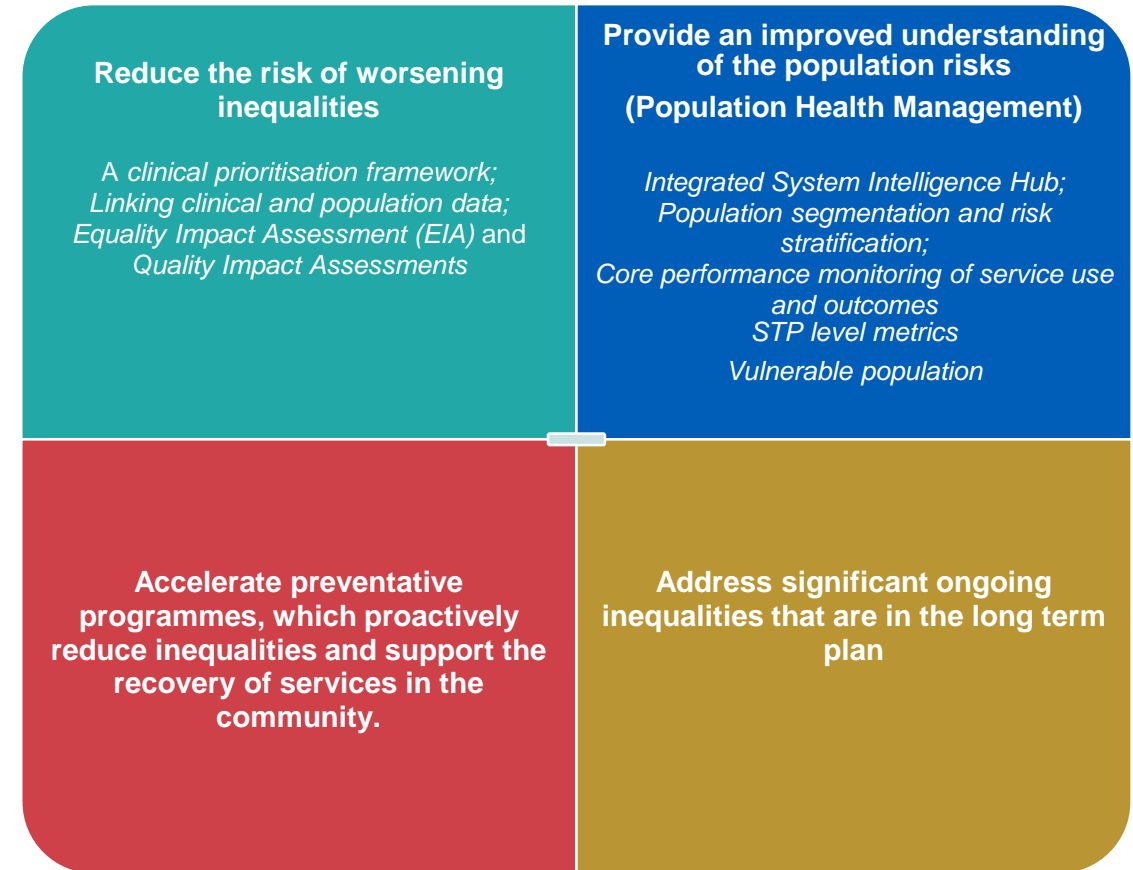 Reduce the risk of worsening
inequalities
A clinical prioritisation framework;
Linking clinical and population data;
Equality Impact Assessment (EIA) and
Quality Impact Assessments
Provide an improved understanding
of the population risks
(Population Health Management)
Integrated System Intelligence Hub;
Population segmentation and risk
stratification;
Core performance monitoring of service use
and outcomes
STP level metrics
Vulnerable population
Accelerate preventative
programmes, which proactively
reduce inequalities and support the
recovery of services in the
community.
Address significant ongoing
inequalities that are in the long term
plan